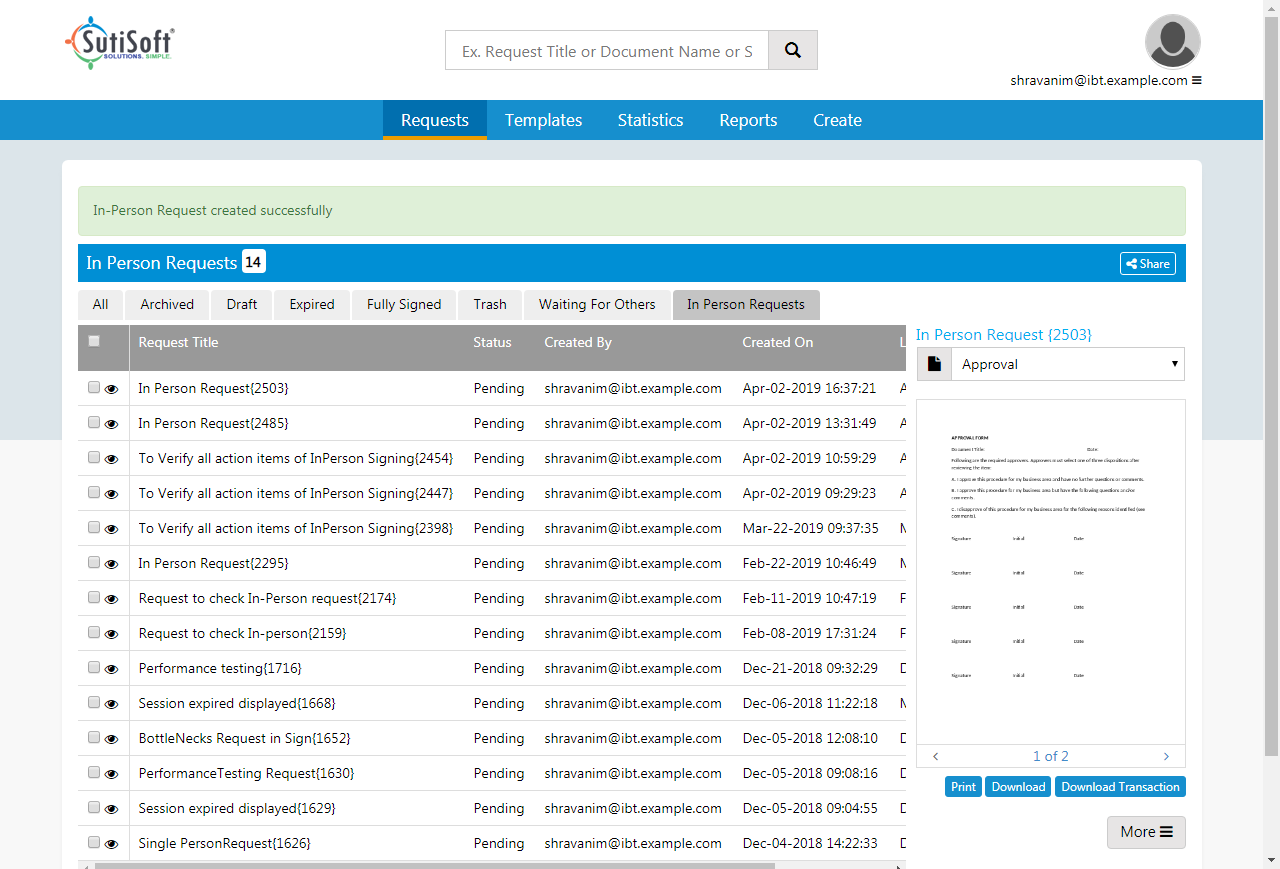 SutiSoft®
SOLUTIONS. SIMPLE.
Ex. Request Title or Document Name or S
shravanim@ibt.example.com
Requests Templates Statistics Reports Create
In-Person Request created successfully
In Person Requests 14
Share
All Archived Draft Expired Fully Signed Trash Waiting For Others In Person Requests
Request Title Status Created By Created On L
In Person Request{2503} Pending shravanim@ibt.example.com Apr-02-2019 16:37:21 A
In Person Request{2485} Pending shravanim@ibt.example.com Apr-02-2019 13:31:49 A
To Verify all action items of InPerson Signing{2454} Pending shravanim@ibt.example.com Apr-02-2019 10:59:29 A
To Verify all action items of InPerson Signing{2447} Pending shravanim@ibt.example.com Apr-02-2019 09:29:23 A
To Verify all action items of InPerson Signing{2398} Pending shravanim@ibt.example.com Mar-22-2019 09:37:35 M
In Person Request{2295} Pending shravanim@ibt.example.com Feb-22-2019 10:46:49 M
Request to check In-Person request{2174} Pending shravanim@ibt.example.com Feb-11-2019 10:47:19 F
Request to check In-person{2159} Pending shravanim@ibt.example.com Feb-08-2019 17:31:24 F
Performance testing{1716} Pending shravanim@ibt.example.com Dec-21-2018 09:32:29 D
Session expired displayed{1668} Pending shravanim@ibt.example.com Dec-06-2018 11:22:18 M
BottleNecks Request in Sign{1652} Pending shravanim@ibt.example.com Dec-05-2018 12:08:10 D
PerformanceTesting Request{1630} Pending shravanim@ibt.example.com Dec-05-2018 09:08:16 D
Session expired displayed{1629} Pending shravanim@ibt.example.com Dec-05-2018 09:04:55 D
Single PersonRequest{1626} Pending shravanim@ibt.example.com Dec-04-2018 14:22:33 D
In Person Request {2503}
Approval
APPROVAL FORM
Document Title: Date:
Following are the required approvers. Approvers must select one of three dispositions after
reviewing the item:
A. I approve this procedure for my business area and have no further questions or comments.
B. I approve this procedure for my business area but have the following questions and/or
comments.
C. I disapprove of this procedure for my business area for the following reasons identified (see
comments).
Signature Initial Date
Signature Initial Date
Signature Initial Date
Signature Initial Date
Signature Initial Date
‹ 1 of 2 ›
Print Download Download Transaction
More